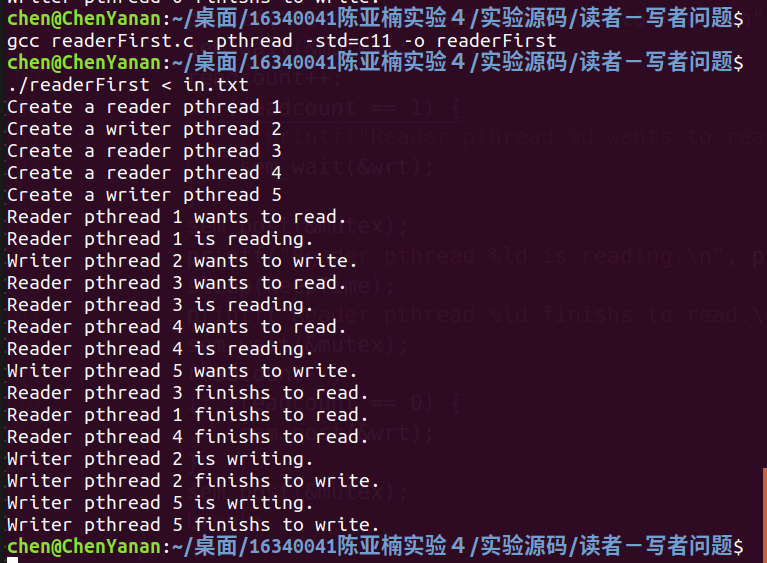 Writer pthread 6 finishs to write.
chen@ChenYanan:~/桌面/16340041陈亚楠实验４/实验源码/读者－写者问题$
gcc readerFirst.c -pthread -std=c11 -o readerFirst
chen@ChenYanan:~/桌面/16340041陈亚楠实验４/实验源码/读者－写者问题$
./readerFirst < in.txt
Create a reader pthread 1
Create a writer pthread 2
Create a reader pthread 3
Create a reader pthread 4
Create a writer pthread 5
Reader pthread 1 wants to read.
Reader pthread 1 is reading.
Writer pthread 2 wants to write.
Reader pthread 3 wants to read.
Reader pthread 3 is reading.
Reader pthread 4 wants to read.
Reader pthread 4 is reading.
Writer pthread 5 wants to write.
Reader pthread 3 finishs to read.
Reader pthread 1 finishs to read.
Reader pthread 4 finishs to read.
Writer pthread 2 is writing.
Writer pthread 2 finishs to write.
Writer pthread 5 is writing.
Writer pthread 5 finishs to write.
chen@ChenYanan:~/桌面/16340041陈亚楠实验４/实验源码/读者－写者问题$